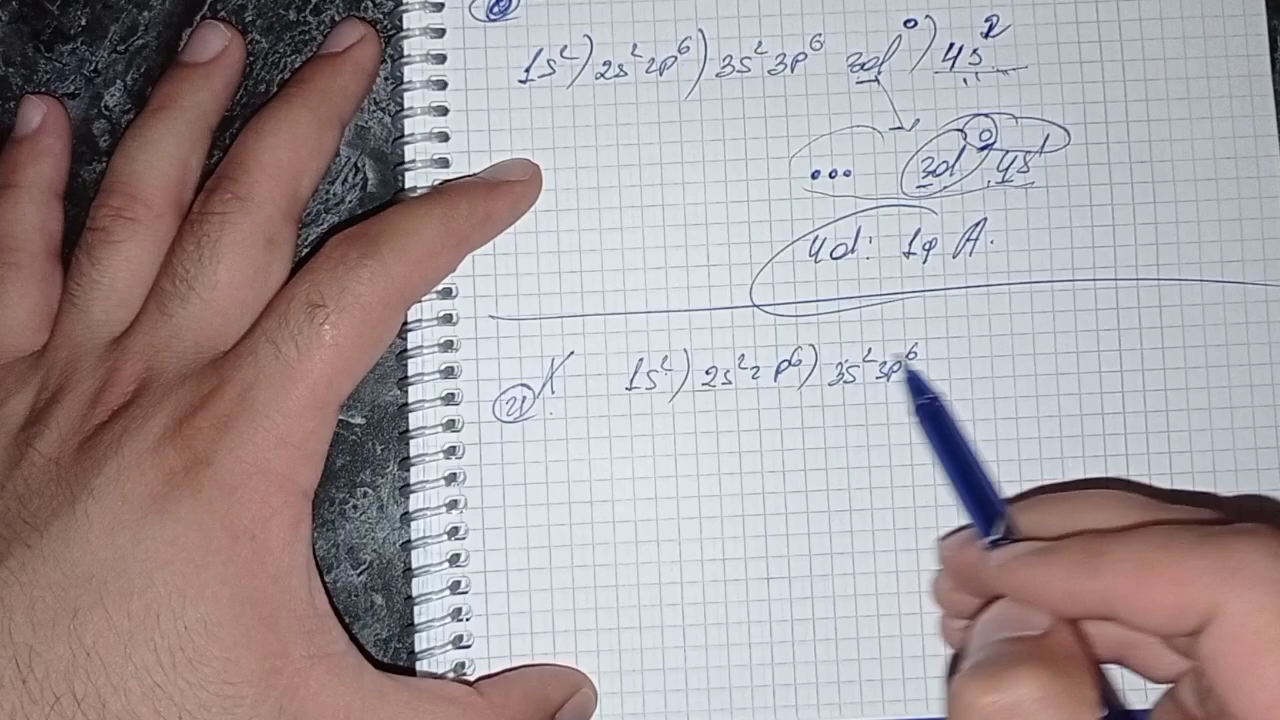 1s²) 2s² 2p⁶) 3s² 3p⁶ 3d⁰) 4s²
... 3d⁰ 4s¹
4d: 1φ A.
21 X 1s²) 2s² 2p⁶) 3s² 3p⁶